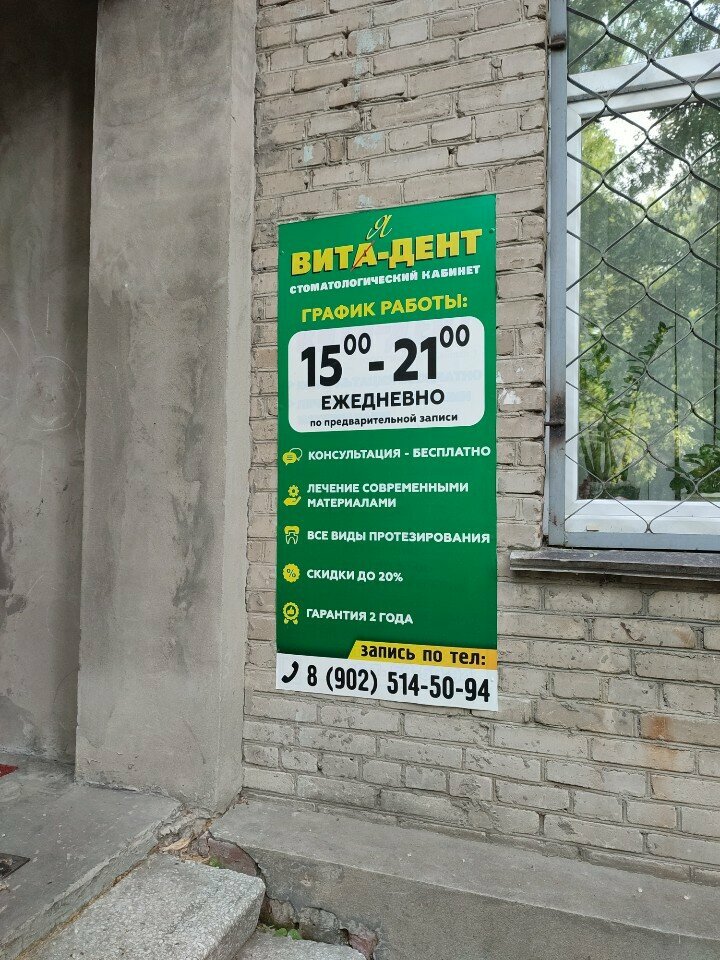 Я
ВИТА-ДЕНТ
СТОМАТОЛОГИЧЕСКИЙ КАБИНЕТ
ГРАФИК РАБОТЫ:
15⁰⁰-21⁰⁰
ЕЖЕДНЕВНО
по предварительной записи
КОНСУЛЬТАЦИЯ - БЕСПЛАТНО
ЛЕЧЕНИЕ СОВРЕМЕННЫМИ
МАТЕРИАЛАМИ
ВСЕ ВИДЫ ПРОТЕЗИРОВАНИЯ
% СКИДКИ ДО 20%
ГАРАНТИЯ 2 ГОДА
запись по тел:
8 (902) 514-50-94